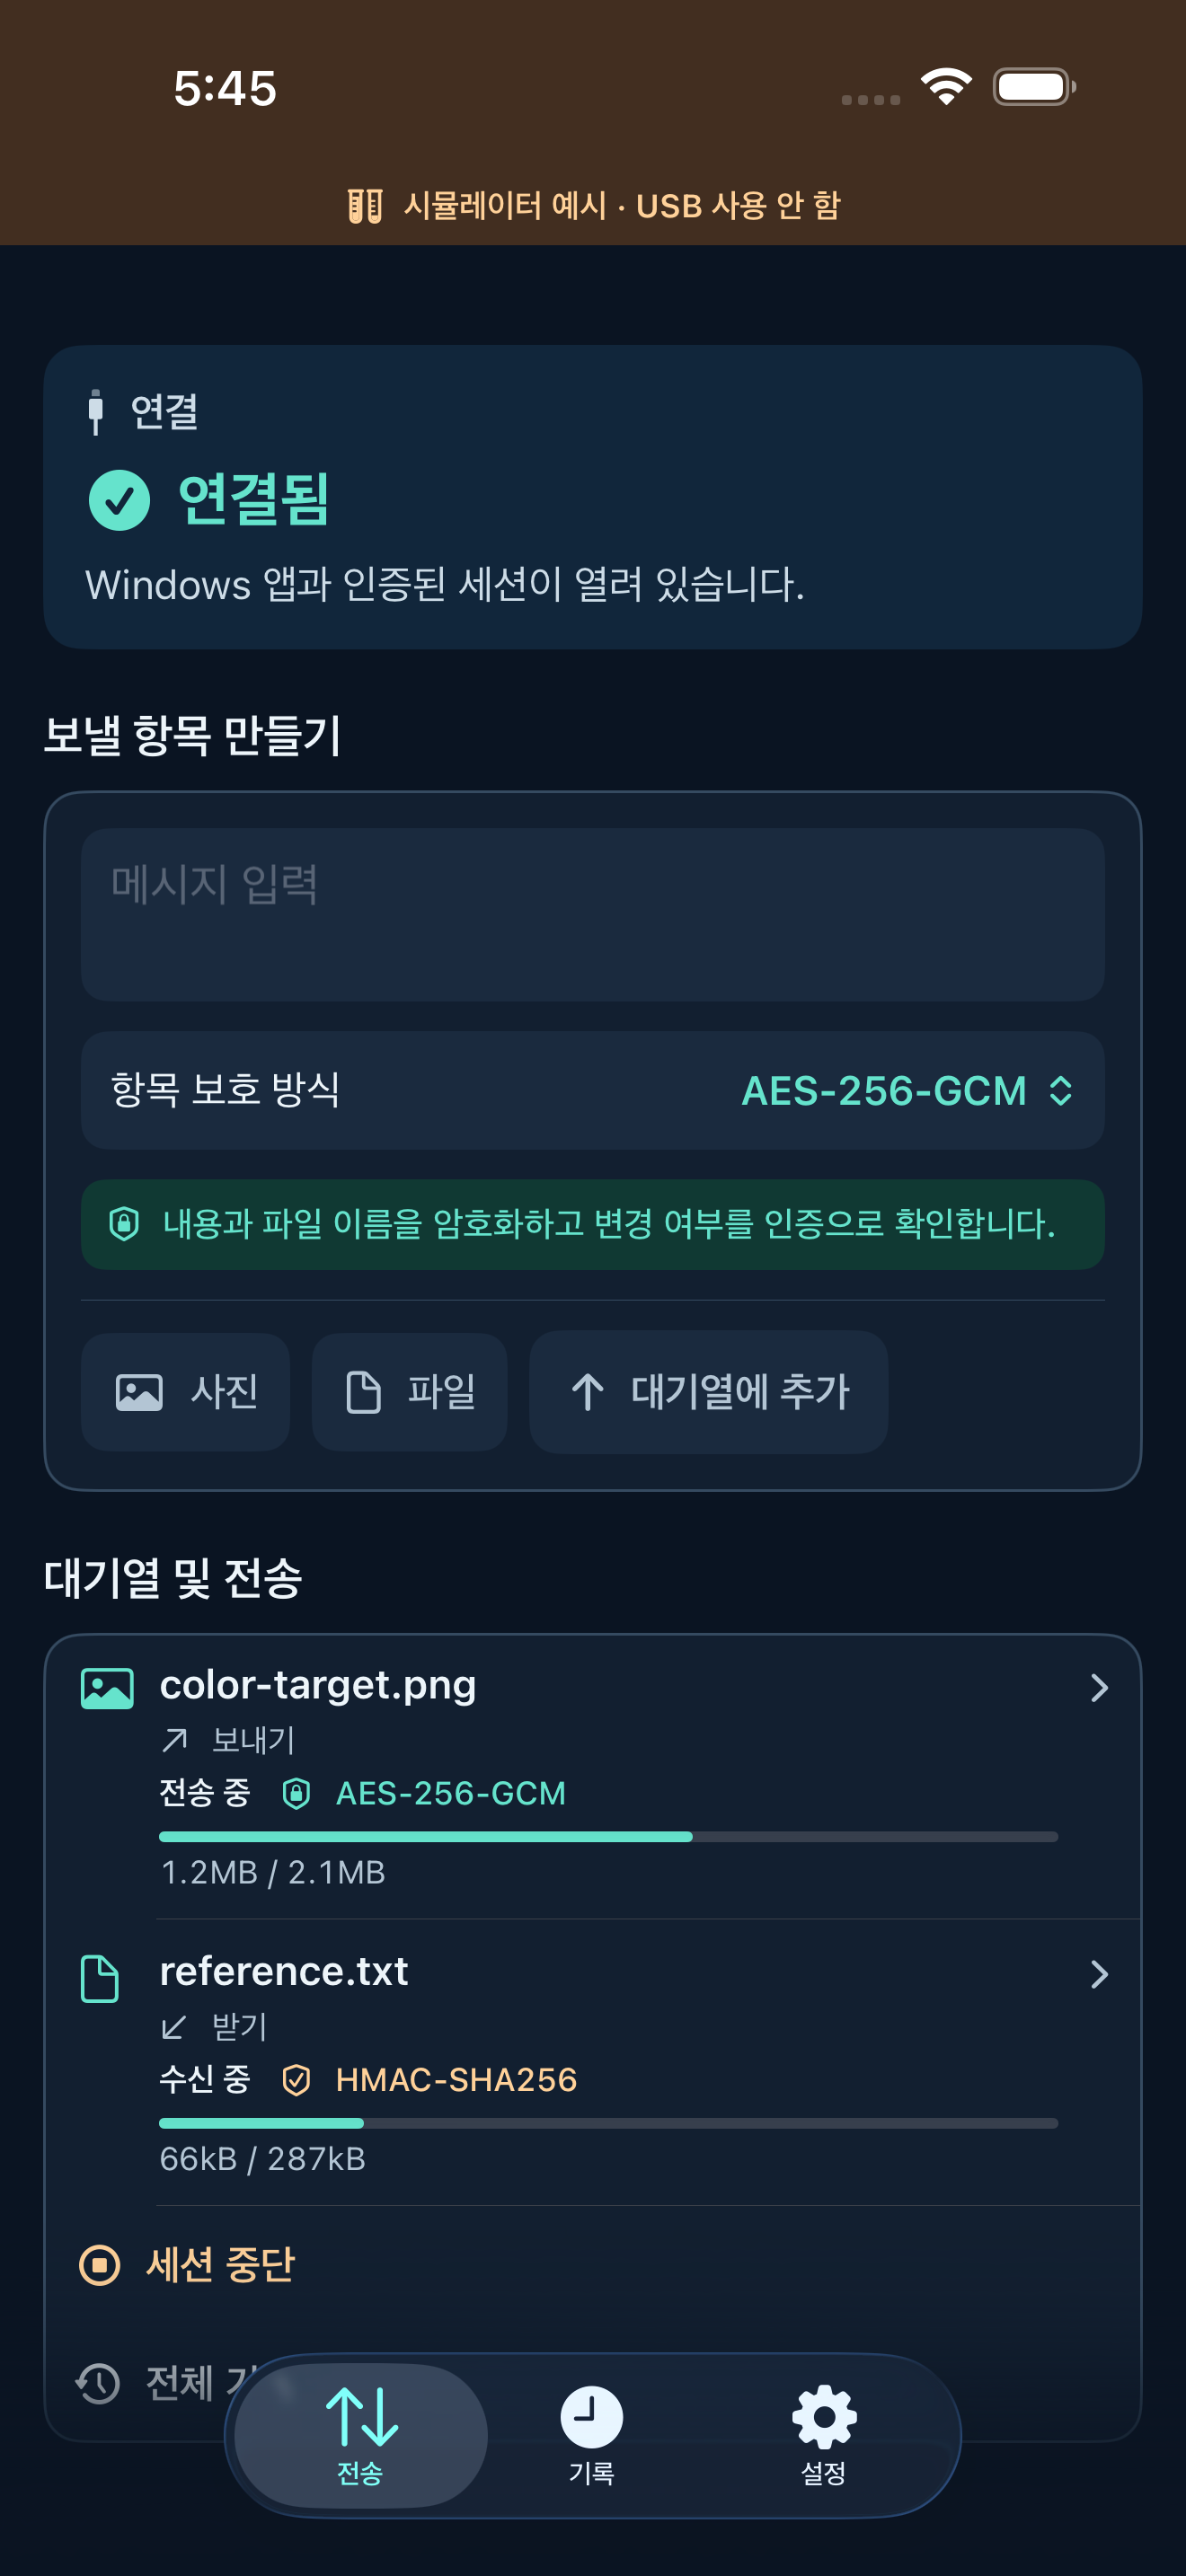 5:45
시뮬레이터 예시 · USB 사용 안 함
연결
연결됨
Windows 앱과 인증된 세션이 열려 있습니다.
보낼 항목 만들기
메시지 입력
항목 보호 방식 AES-256-GCM
내용과 파일 이름을 암호화하고 변경 여부를 인증으로 확인합니다.
사진 파일 대기열에 추가
대기열 및 전송
color-target.png
보내기
전송 중 AES-256-GCM
1.2MB / 2.1MB
reference.txt
받기
수신 중 HMAC-SHA256
66kB / 287kB
세션 중단
전체
전송 기록 설정